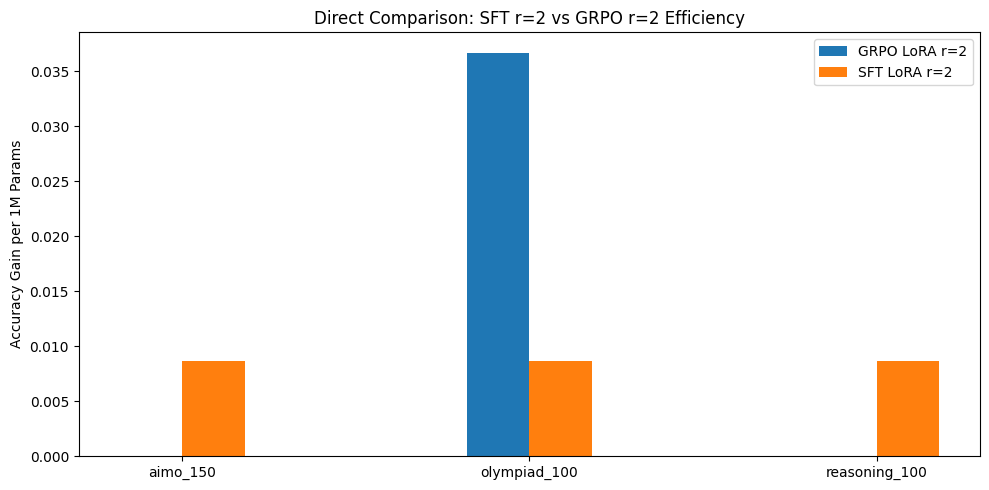 Direct Comparison: SFT r=2 vs GRPO r=2 Efficiency
GRPO LoRA r=2
SFT LoRA r=2
Accuracy Gain per 1M Params
0.035
0.030
0.025
0.020
0.015
0.010
0.005
0.000
aimo_150
olympiad_100
reasoning_100